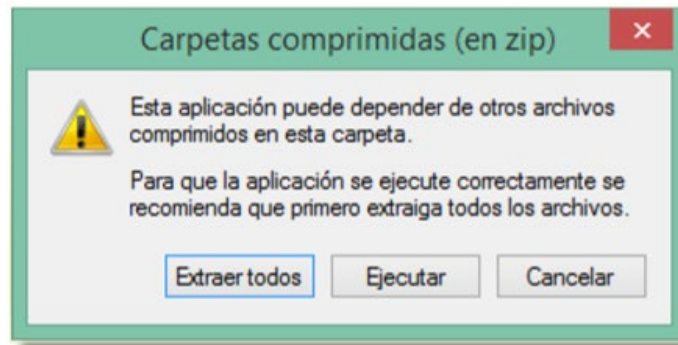 Carpetas comprimidas (en zip)
Esta aplicación puede depender de otros archivos
comprimidos en esta carpeta.
Para que la aplicación se ejecute correctamente se
recomienda que primero extraiga todos los archivos.
Extraer todos
Ejecutar
Cancelar